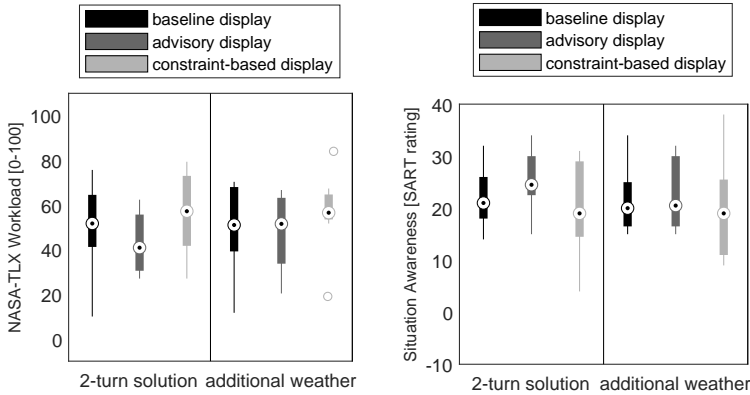 baseline display
advisory display
constraint-based display
NASA-TLX Workload [0-100]
100
80
60
40
20
0
2-turn solution
additional weather
baseline display
advisory display
constraint-based display
Situation Awareness [SART rating]
40
30
20
10
0
-10
2-turn solution
additional weather